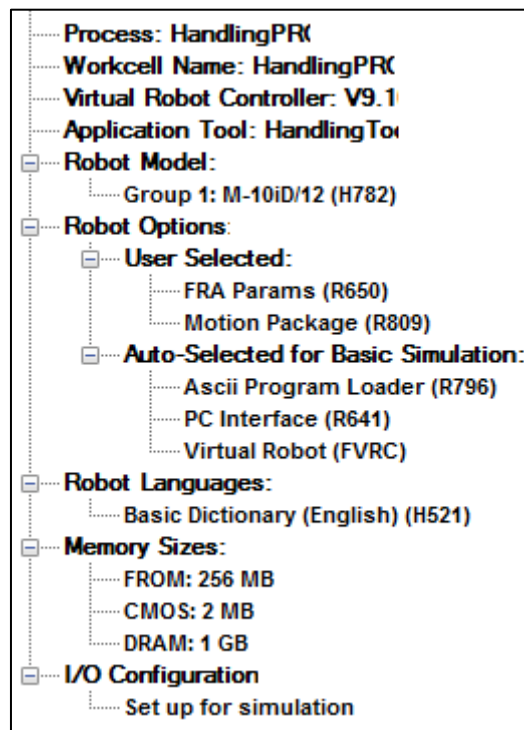 Process: HandlingPR
Workcell Name: HandlingPR
Virtual Robot Controller: V9.1
Application Tool: HandlingToo
Robot Model:
Group 1: M-10iD/12 (H782)
Robot Options:
User Selected:
FRA Params (R650)
Motion Package (R809)
Auto-Selected for Basic Simulation:
Ascii Program Loader (R796)
PC Interface (R641)
Virtual Robot (FVRC)
Robot Languages:
Basic Dictionary (English) (H521)
Memory Sizes:
FROM: 256 MB
CMOS: 2 MB
DRAM: 1 GB
I/O Configuration
Set up for simulation